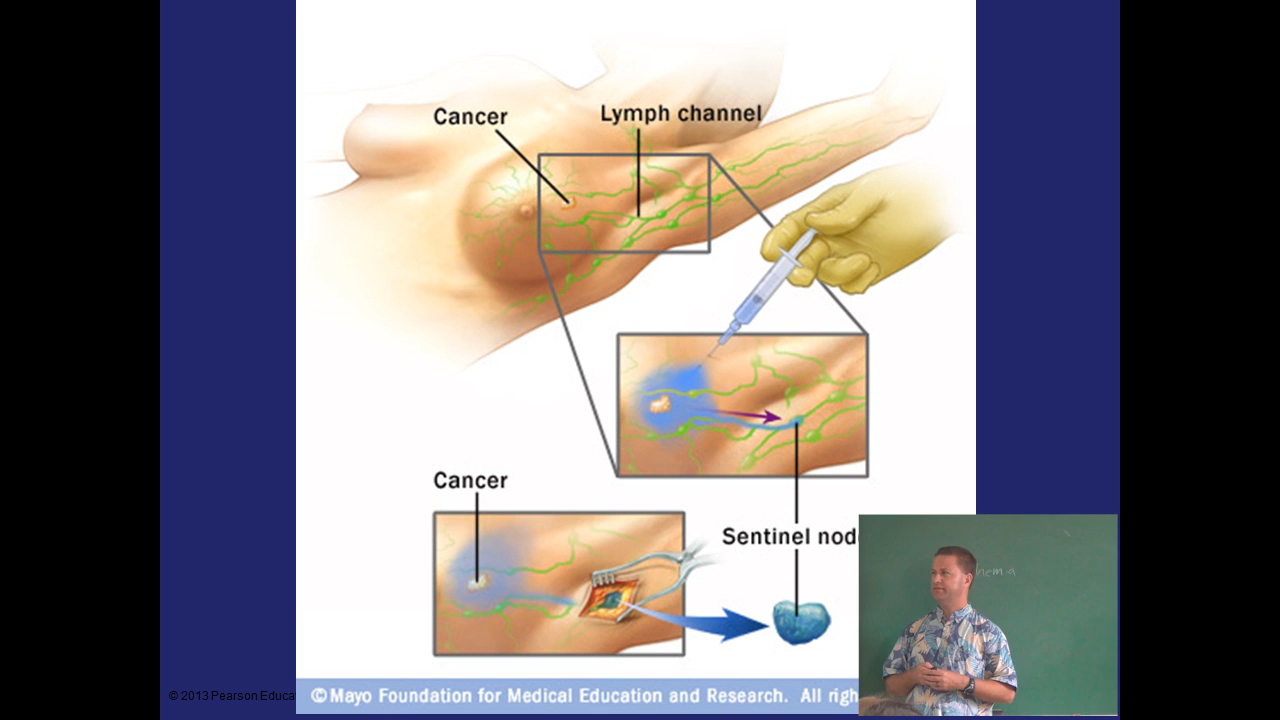 Cancer
Lymph channel
Cancer
Sentinel nod
© 2013 Pearson Educa
© Mayo Foundation for Medical Education and Research. All righ